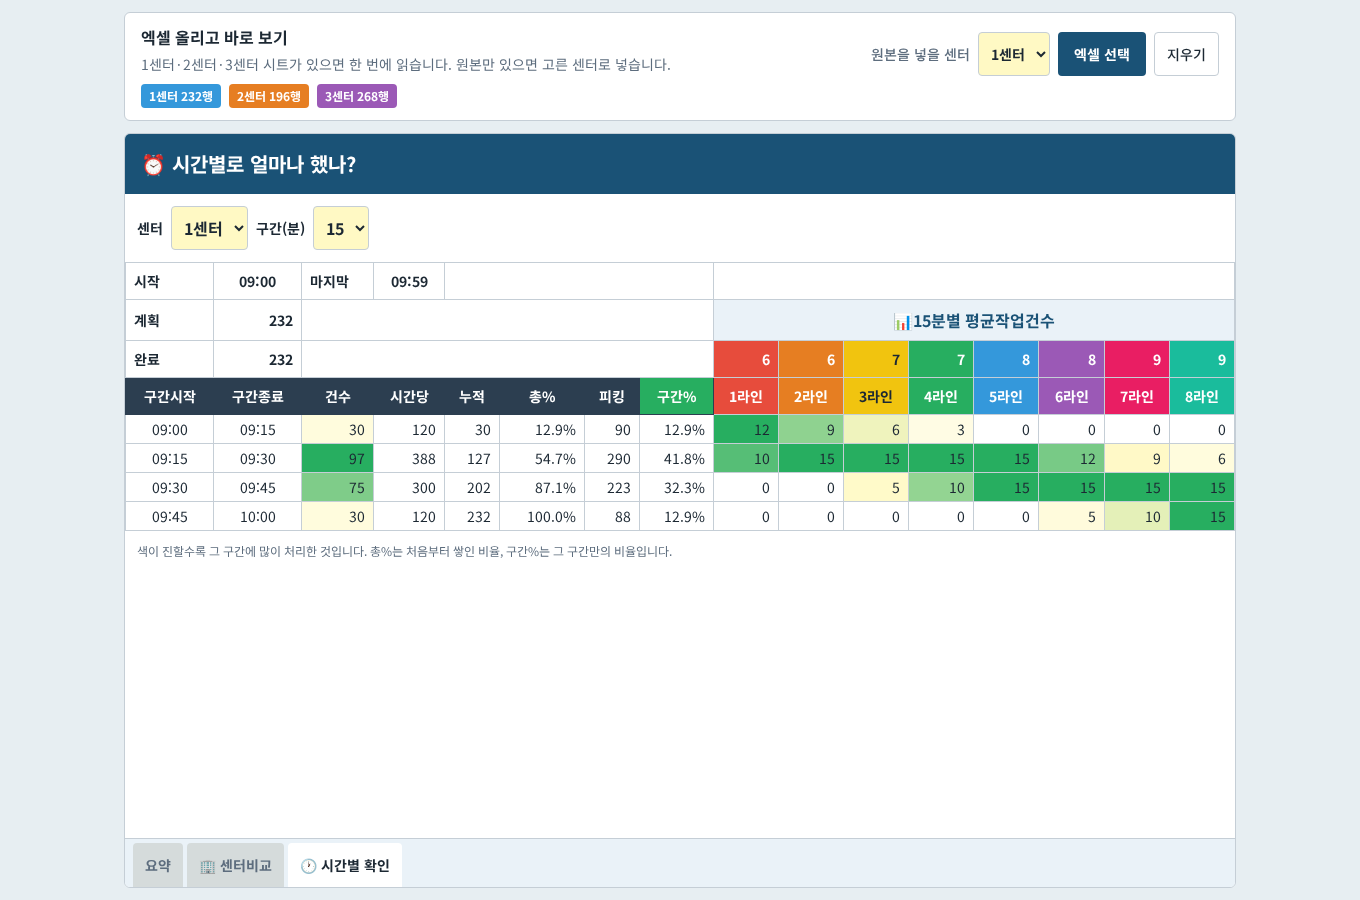 엑셀 올리고 바로 보기
1센터·2센터·3센터 시트가 있으면 한 번에 읽습니다. 원본만 있으면 고른 센터로 넣습니다.
1센터 232행 2센터 196행 3센터 268행
원본을 넣을 센터 1센터 엑셀 선택 지우기
⏰ 시간별로 얼마나 했나?
센터 1센터 구간(분) 15
시작 09:00 마지막 09:59
계획 232 📊15분별 평균작업건수
완료 232 6 6 7 7 8 8 9 9
구간시작 구간종료 건수 시간당 누적 총% 피킹 구간% 1라인 2라인 3라인 4라인 5라인 6라인 7라인 8라인
09:00 09:15 30 120 30 12.9% 90 12.9% 12 9 6 3 0 0 0 0
09:15 09:30 97 388 127 54.7% 290 41.8% 10 15 15 15 15 12 9 6
09:30 09:45 75 300 202 87.1% 223 32.3% 0 0 5 10 15 15 15 15
09:45 10:00 30 120 232 100.0% 88 12.9% 0 0 0 0 0 5 10 15
색이 진할수록 그 구간에 많이 처리한 것입니다. 총%는 처음부터 쌓인 비율, 구간%는 그 구간만의 비율입니다.
요약 🏢 센터비교 🕐 시간별 확인